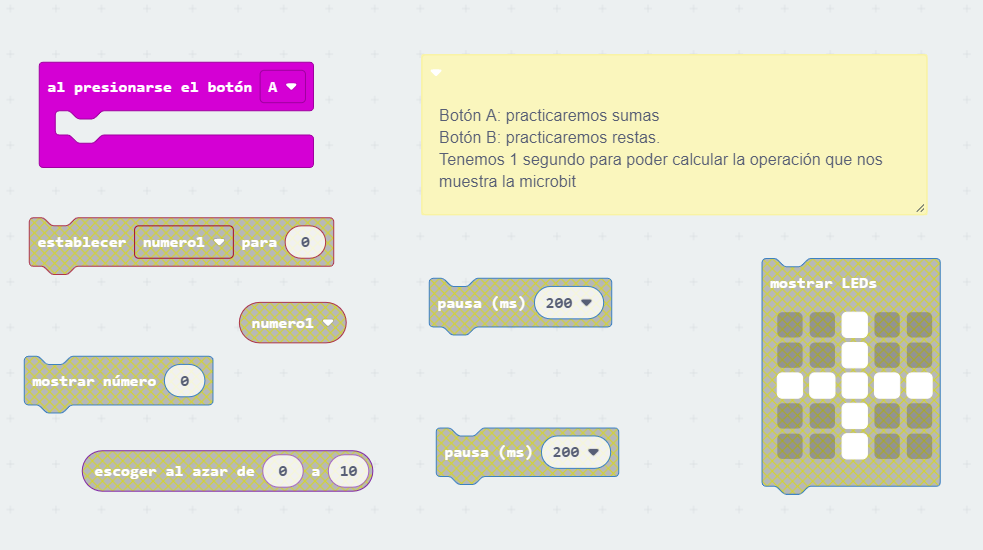 al presionarse el botón A
Botón A: practicaremos sumas
Botón B: practicaremos restas.
Tenemos 1 segundo para poder calcular la operación que nos
muestra la microbit
establecer numero1 para 0
numero1
mostrar número 0
escoger al azar de 0 a 10
pausa (ms) 200
pausa (ms) 200
mostrar LEDs